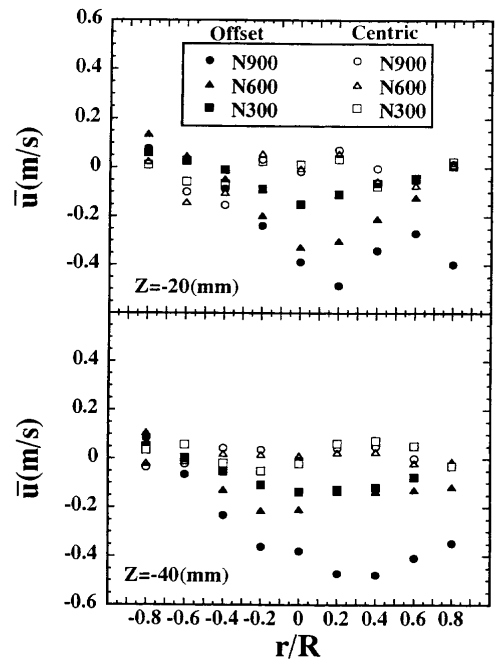 0.6
0.4
0.2
0
-0.2
-0.4
u̅(m/s)
Offset Centric
N900 N900
N600 N600
N300 N300
Z=-20(mm)
0.4
0.2
0
-0.2
-0.4
-0.6
u̅(m/s)
Z=-40(mm)
-0.8 -0.6 -0.4 -0.2 0 0.2 0.4 0.6 0.8
r/R